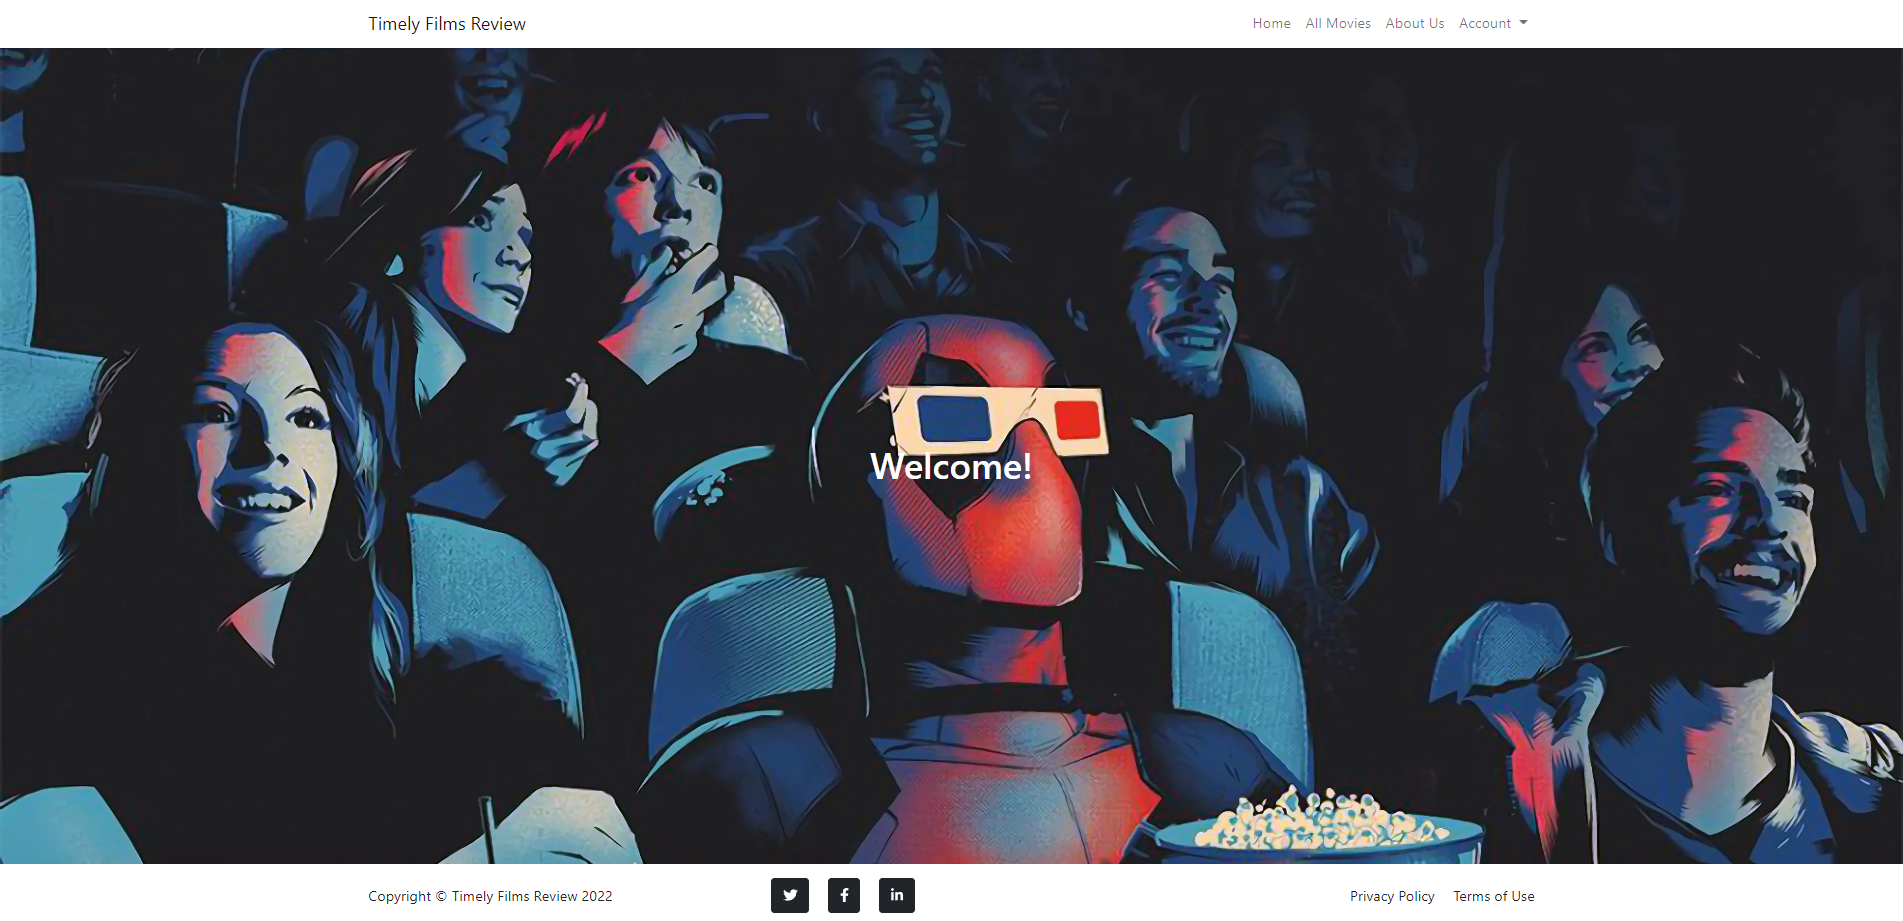 Timely Films Review
Home All Movies About Us Account
Welcome!
Copyright © Timely Films Review 2022
Privacy Policy Terms of Use